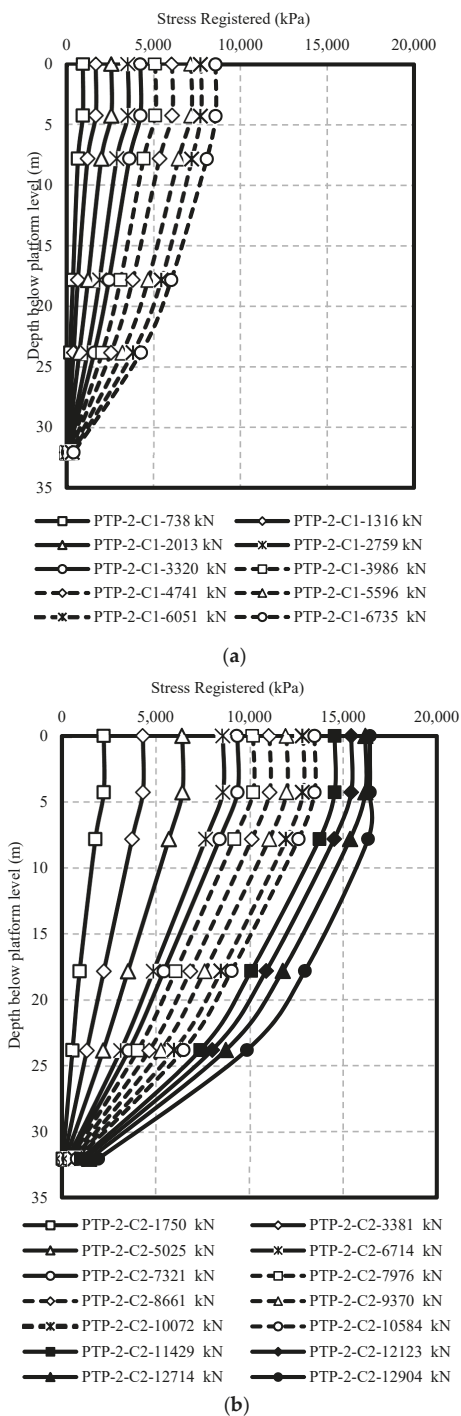 Stress Registered (kPa)
0 5,000 10,000 15,000 20,000
0
5
10
15
20
25
30
35
Depth below platform level (m)
PTP-2-C1-738 kN PTP-2-C1-1316 kN
PTP-2-C1-2013 kN PTP-2-C1-2759 kN
PTP-2-C1-3320 kN PTP-2-C1-3986 kN
PTP-2-C1-4741 kN PTP-2-C1-5596 kN
PTP-2-C1-6051 kN PTP-2-C1-6735 kN
(a)
Stress Registered (kPa)
0 5,000 10,000 15,000 20,000
0
5
10
15
20
25
30
35
Depth below platform level (m)
PTP-2-C2-1750 kN PTP-2-C2-3381 kN
PTP-2-C2-5025 kN PTP-2-C2-6714 kN
PTP-2-C2-7321 kN PTP-2-C2-7976 kN
PTP-2-C2-8661 kN PTP-2-C2-9370 kN
PTP-2-C2-10072 kN PTP-2-C2-10584 kN
PTP-2-C2-11429 kN PTP-2-C2-12123 kN
PTP-2-C2-12714 kN PTP-2-C2-12904 kN
(b)